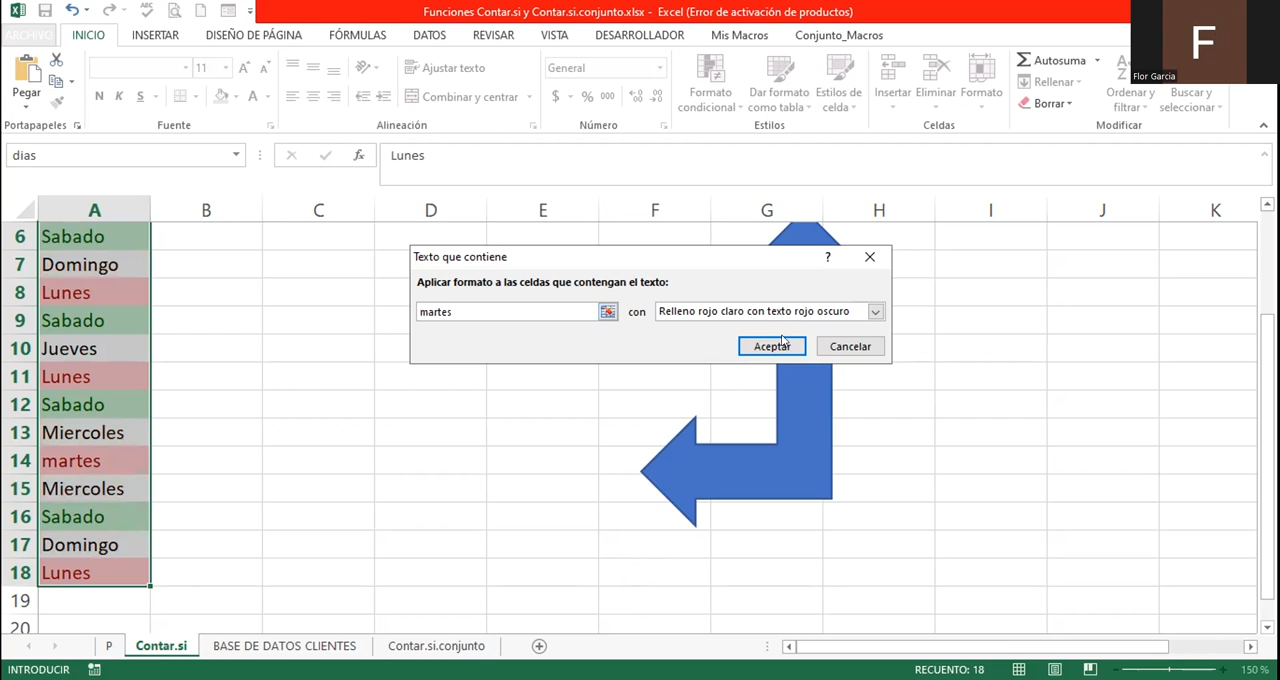 Funciones Contar.si y Contar.si.conjunto.xlsx - Excel (Error de activación de productos)
ARCHIVO INICIO INSERTAR DISEÑO DE PÁGINA FÓRMULAS DATOS REVISAR VISTA DESARROLLADOR Mis Macros Conjunto_Macros
F
Flor Garcia
Pegar
11 A A
N K S A
Ajustar texto
Combinar y centrar
General
$ % 000
Formato condicional
Dar formato como tabla
Estilos de celda
Insertar Eliminar Formato
Autosuma
Rellenar
Borrar
Ordenar y filtrar
Buscar y seleccionar
Portapapeles Fuente Alineación Número Estilos Celdas Modificar
dias fx Lunes
A B C D E F G H I J K
6 Sabado
7 Domingo
8 Lunes
9 Sabado
10 Jueves
11 Lunes
12 Sabado
13 Miercoles
14 martes
15 Miercoles
16 Sabado
17 Domingo
18 Lunes
19
20
Texto que contiene ?
Aplicar formato a las celdas que contengan el texto:
martes con Relleno rojo claro con texto rojo oscuro
Aceptar Cancelar
P Contar.si BASE DE DATOS CLIENTES Contar.si.conjunto
INTRODUCIR RECUENTO: 18 150 %